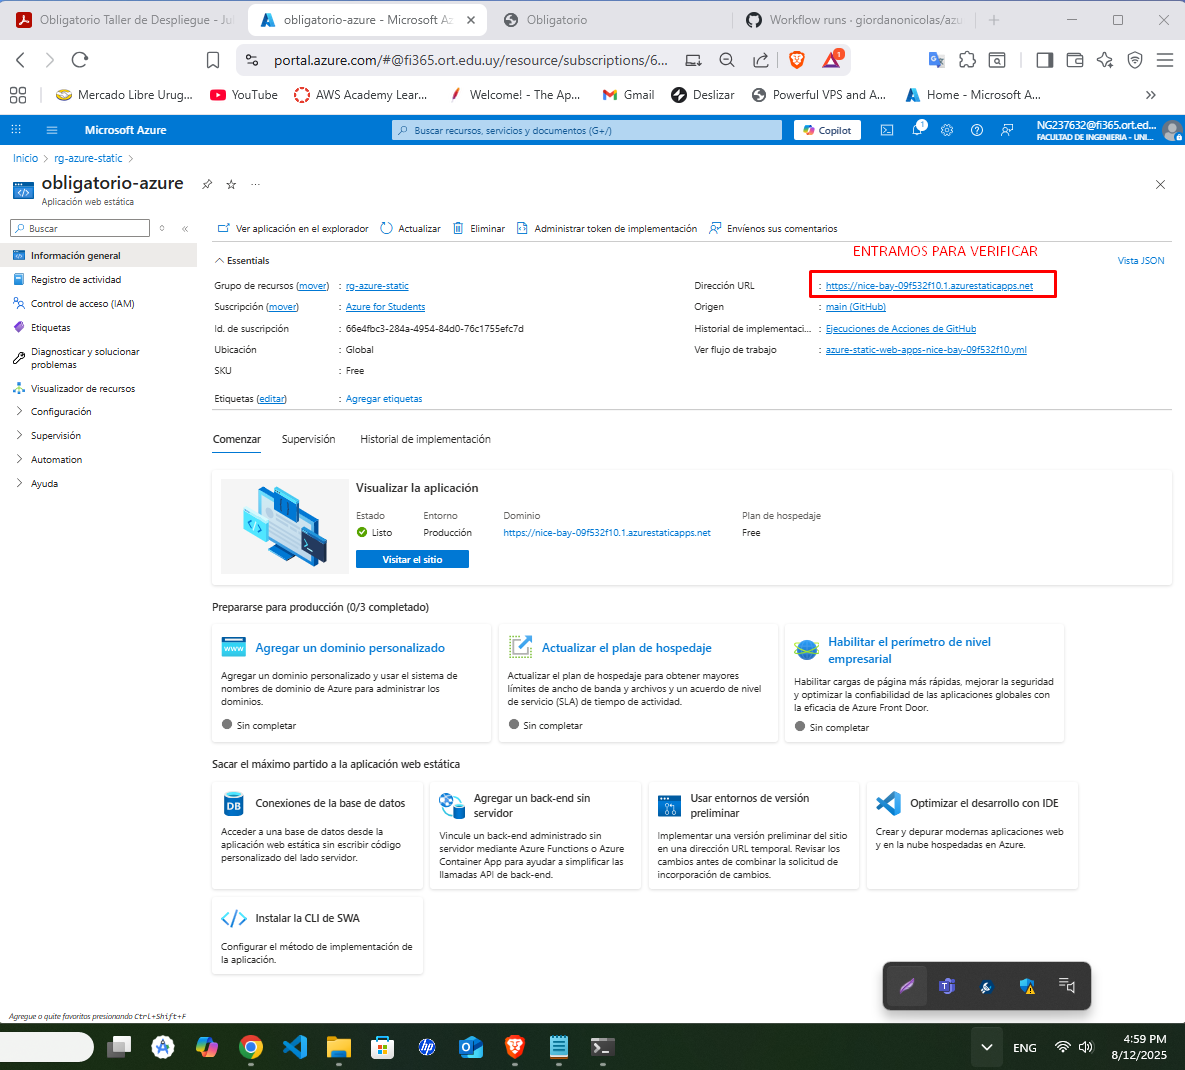 Obligatorio Taller de Despliegue - Ju
obligatorio-azure - Microsoft Az
Obligatorio
Workflow runs · giordanonicolas/azu
portal.azure.com/#@fi365.ort.edu.uy/resource/subscriptions/6...
1
Mercado Libre Urug...
YouTube
AWS Academy Lear...
Welcome! - The Ap...
Gmail
Deslizar
Powerful VPS and A...
Home - Microsoft A...
Microsoft Azure
Buscar recursos, servicios y documentos (G+/)
Copilot
1
NG237632@fi365.ort.ed...
FACULTAD DE INGENIERIA - UNI...
Inicio > rg-azure-static >
obligatorio-azure
Aplicación web estática
Buscar
Ver aplicación en el explorador
Actualizar
Eliminar
Administrar token de implementación
Envíenos sus comentarios
Información general
Registro de actividad
Control de acceso (IAM)
Etiquetas
Diagnosticar y solucionar
problemas
Visualizador de recursos
Configuración
Supervisión
Automation
Ayuda
ENTRAMOS PARA VERIFICAR
Essentials
Vista JSON
Grupo de recursos (mover) : rg-azure-static
Suscripción (mover) : Azure for Students
Id. de suscripción : 66e4fbc3-284a-4954-84d0-76c1755efc7d
Ubicación : Global
SKU : Free
Etiquetas (editar) : Agregar etiquetas
Dirección URL : https://nice-bay-09f532f10.1.azurestaticapps.net
Origen : main (GitHub)
Historial de implementaci... : Ejecuciones de Acciones de GitHub
Ver flujo de trabajo : azure-static-web-apps-nice-bay-09f532f10.yml
Comenzar
Supervisión
Historial de implementación
Visualizar la aplicación
Estado
Entorno
Dominio
Plan de hospedaje
Listo
Producción
https://nice-bay-09f532f10.1.azurestaticapps.net
Free
Visitar el sitio
Prepararse para producción (0/3 completado)
www
Agregar un dominio personalizado
Agregar un dominio personalizado y usar el sistema de
nombres de dominio de Azure para administrar los
dominios.
Sin completar
Actualizar el plan de hospedaje
Actualizar el plan de hospedaje para obtener mayores
límites de ancho de banda y archivos y un acuerdo de nivel
de servicio (SLA) de tiempo de actividad.
Sin completar
Habilitar el perímetro de nivel
empresarial
Habilitar cargas de página más rápidas, mejorar la seguridad
y optimizar la confiabilidad de las aplicaciones globales con
la eficacia de Azure Front Door.
Sin completar
Sacar el máximo partido a la aplicación web estática
DB
Conexiones de la base de datos
Acceder a una base de datos desde la
aplicación web estática sin escribir código
personalizado del lado servidor.
Agregar un back-end sin
servidor
Vincule un back-end administrado sin
servidor mediante Azure Functions o Azure
Container App para ayudar a simplificar las
llamadas API de back-end.
Usar entornos de versión
preliminar
Implementar una versión preliminar del sitio
en una dirección URL temporal. Revisar los
cambios antes de combinar la solicitud de
incorporación de cambios.
Optimizar el desarrollo con IDE
Crear y depurar modernas aplicaciones web
y en la nube hospedadas en Azure.
Instalar la CLI de SWA
Configurar el método de implementación de
la aplicación.
Agregue o quite favoritos presionando Ctrl+Shift+F
ENG
4:59 PM
8/12/2025